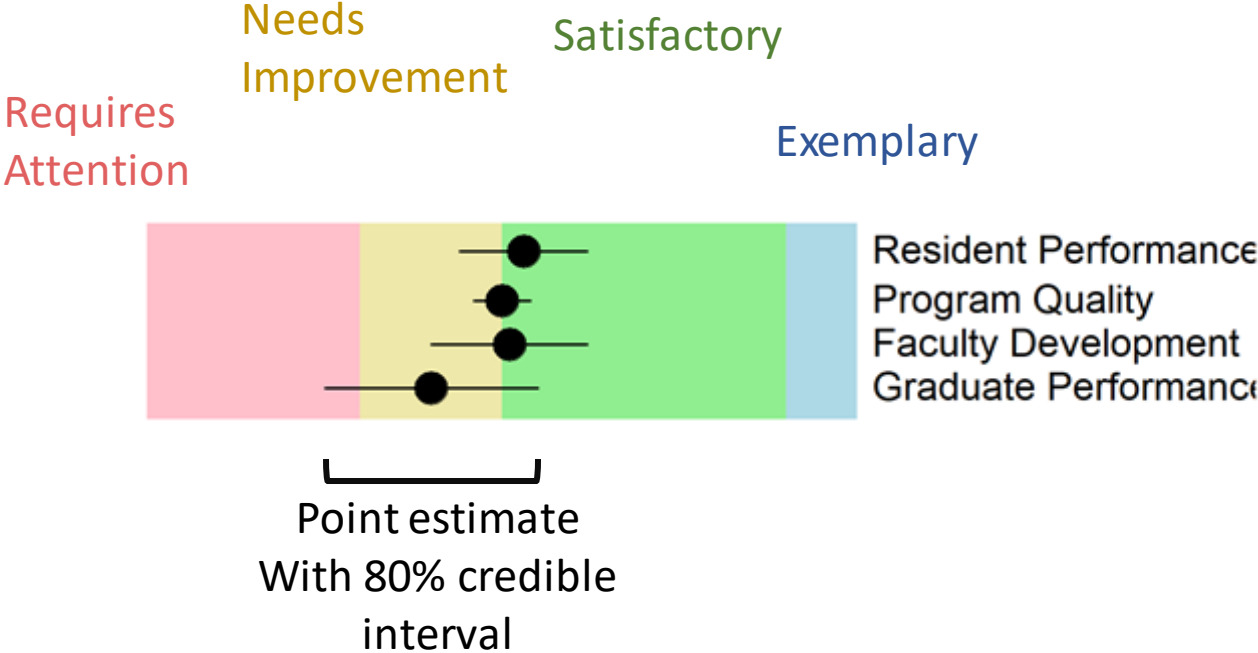 Needs
Improvement
Satisfactory
Requires
Attention
Exemplary
Resident Performance
Program Quality
Faculty Development
Graduate Performance
Point estimate
With 80% credible
interval